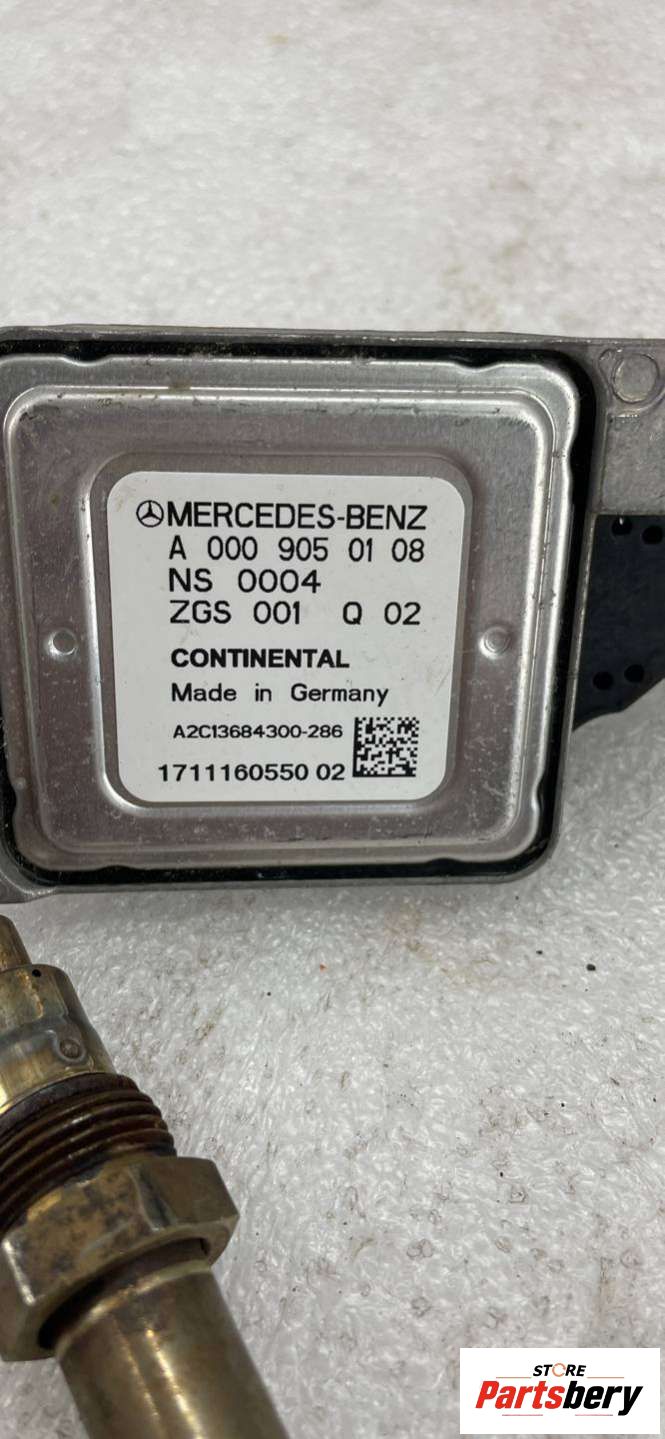 MERCEDES-BENZ
A 000 905 01 08
NS 0004
ZGS 001 Q 02
CONTINENTAL
Made in Germany
A2C13684300-286
1711160550 02
STORE
Partsbery